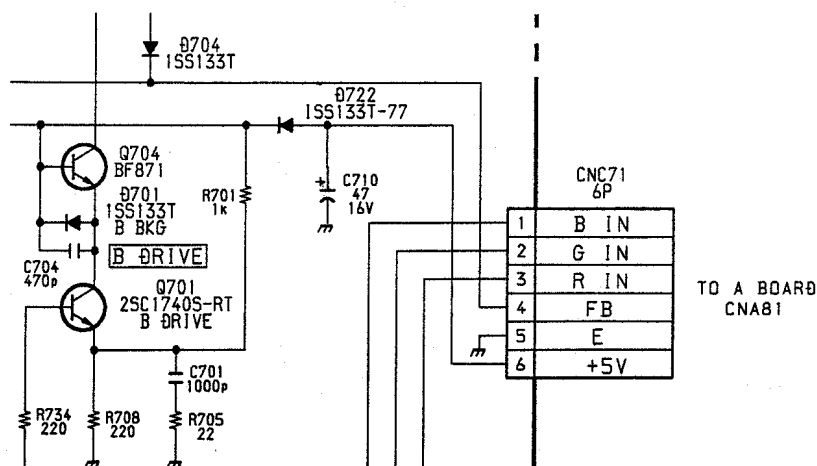 D704
1SS133T
D722
1SS133T-77
Q704
BF871
D701
1SS133T
B BKG
R701
1k
C710
47
16V
+
CNC71
6P
1 B IN
2 G IN
3 R IN
4 FB
5 E
6 +5V
TO A BOARD
CNA81
C704
470p
B DRIVE
Q701
2SC1740S-RT
B DRIVE
C701
1000p
R734
220
R708
220
R705
22